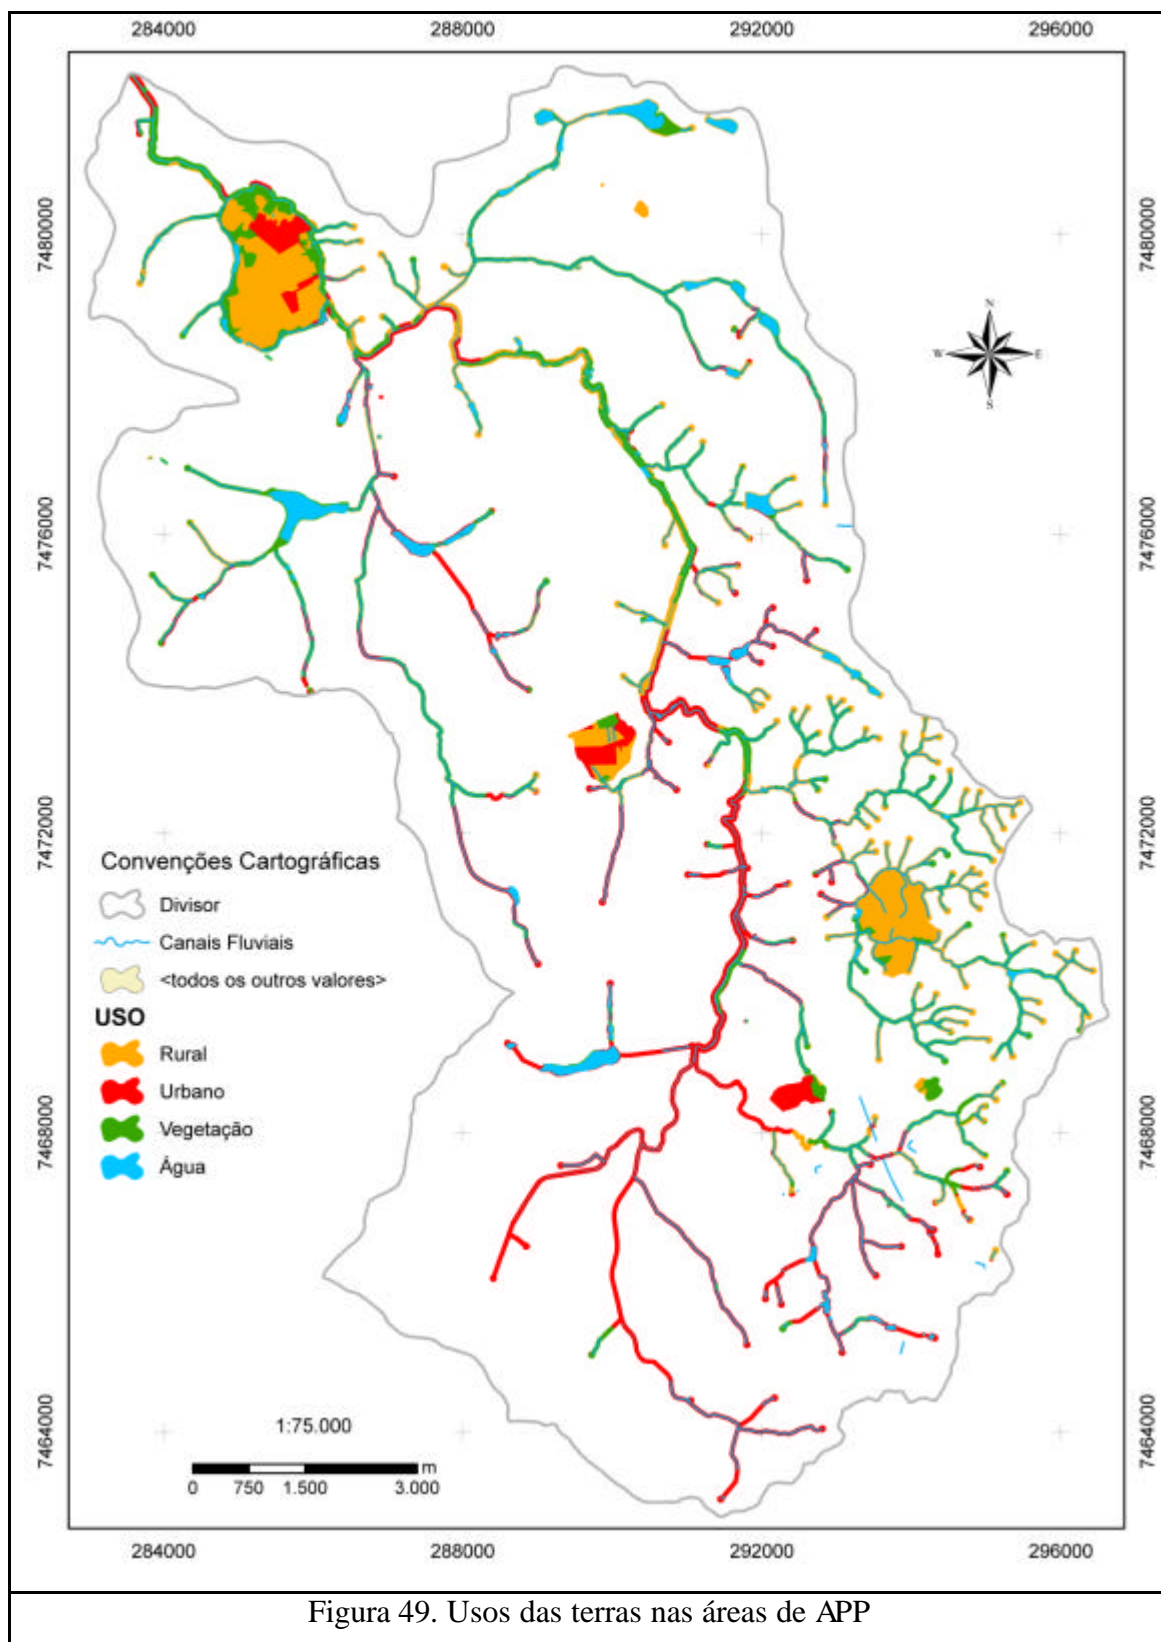 284000 288000 292000 296000
7480000 7480000
N
W E
S
7476000 7476000
7472000 7472000
Convenções Cartográficas
Divisor
Canais Fluviais
<todos os outros valores>
USO
Rural
Urbano
Vegetação
Água
7468000 7468000
7464000 7464000
1:75.000
m
0 750 1.500 3.000
284000 288000 292000 296000
Figura 49. Usos das terras nas áreas de APP